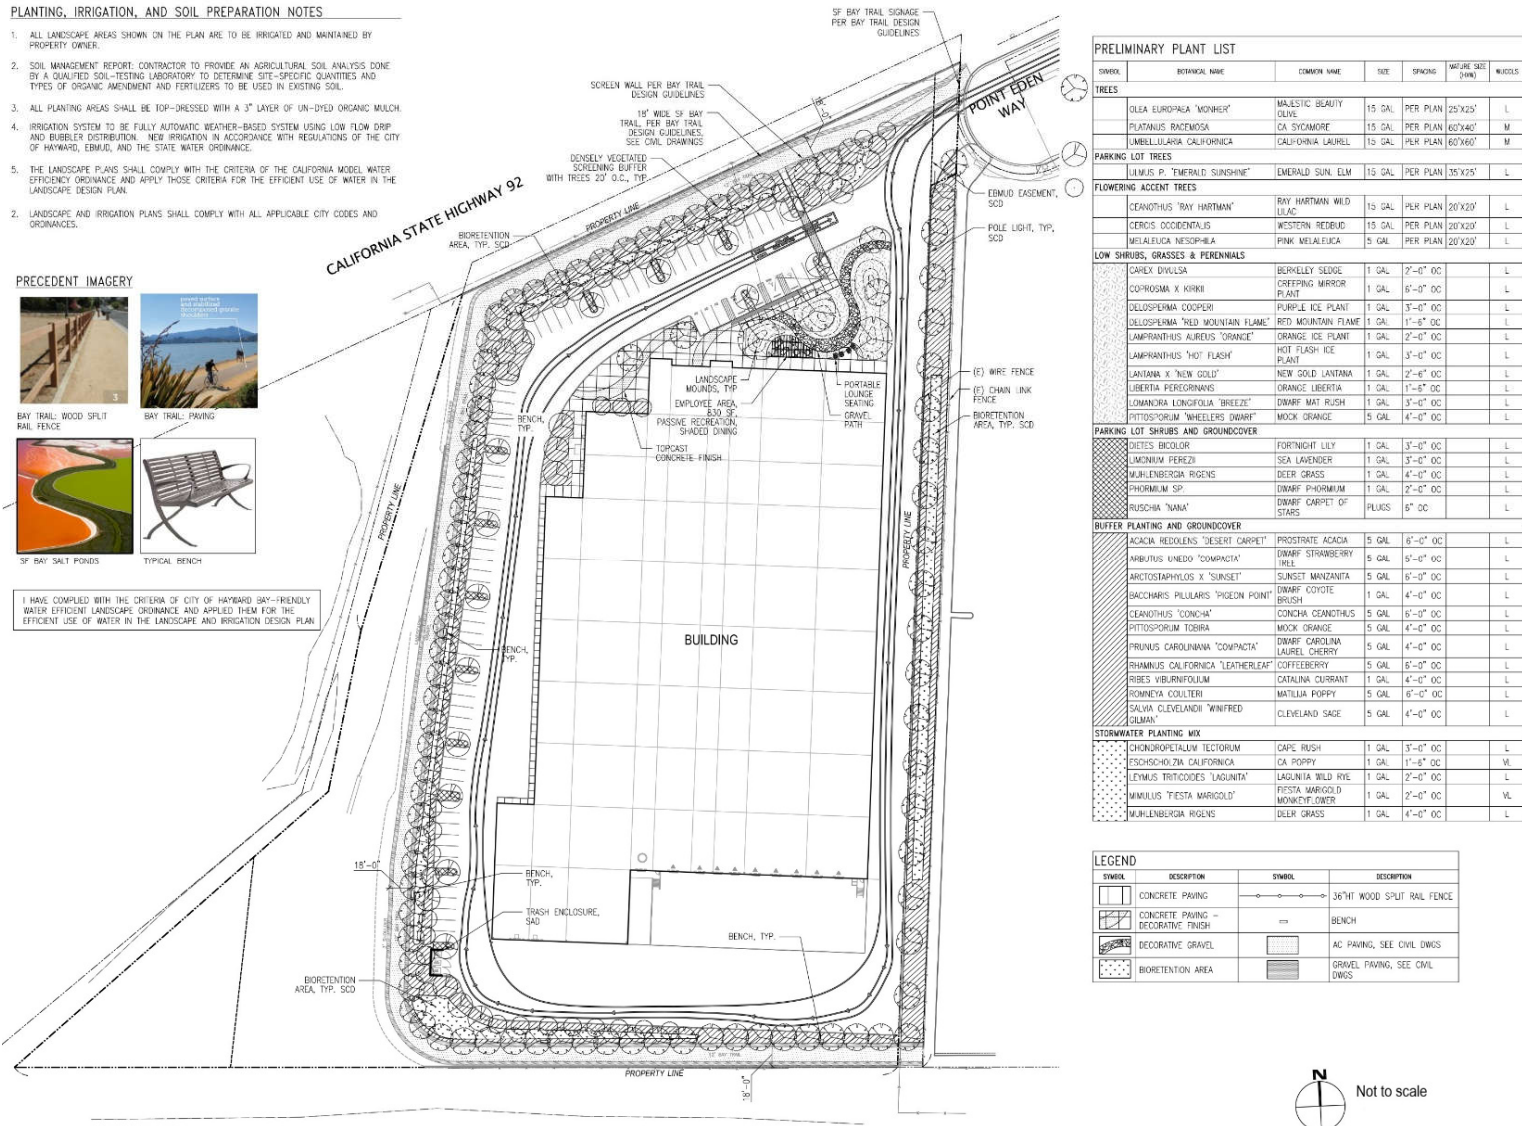 PLANTING, IRRIGATION, AND SOIL PREPARATION NOTES
1. ALL LANDSCAPE AREAS SHOWN ON THE PLAN ARE TO BE IRRIGATED AND MAINTAINED BY
PROPERTY OWNER.
2. SOIL MANAGEMENT REPORT: CONTRACTOR TO PROVIDE AN AGRICULTURAL SOIL ANALYSIS DONE
BY A QUALIFIED SOIL-TESTING LABORATORY TO DETERMINE SITE-SPECIFIC QUANTITIES AND
TYPES OF ORGANIC AMENDMENT AND FERTILIZERS TO BE USED IN EXISTING SOIL.
3. ALL PLANTING AREAS SHALL BE TOP-DRESSED WITH A 3" LAYER OF UN-DYED ORGANIC MULCH.
4. IRRIGATION SYSTEM TO BE FULLY AUTOMATIC WEATHER-BASED SYSTEM USING LOW FLOW DRIP
AND BUBBLER DISTRIBUTION. NEW IRRIGATION IN ACCORDANCE WITH REGULATIONS OF THE CITY
OF HAYWARD, EBMUD, AND THE STATE WATER ORDINANCE.
5. THE LANDSCAPE PLANS SHALL COMPLY WITH THE CRITERIA OF THE CALIFORNIA MODEL WATER
EFFICIENCY ORDINANCE AND APPLY THOSE CRITERIA FOR THE EFFICIENT USE OF WATER IN THE
LANDSCAPE DESIGN PLAN.
2. LANDSCAPE AND IRRIGATION PLANS SHALL COMPLY WITH ALL APPLICABLE CITY CODES AND
ORDINANCES.
PRECEDENT IMAGERY
paved surface
and stabilized
decomposed granite
shoulders
3
BAY TRAIL: WOOD SPLIT
RAIL FENCE
BAY TRAIL: PAVING
SF BAY SALT PONDS
TYPICAL BENCH
I HAVE COMPLIED WITH THE CRITERIA OF CITY OF HAYWARD BAY-FRIENDLY
WATER EFFICIENT LANDSCAPE ORDINANCE AND APPLIED THEM FOR THE
EFFICIENT USE OF WATER IN THE LANDSCAPE AND IRRIGATION DESIGN PLAN
SF BAY TRAIL SIGNAGE
PER BAY TRAIL DESIGN
GUIDELINES
SCREEN WALL PER BAY TRAIL
DESIGN GUIDELINES
18' WIDE SF BAY
TRAIL, PER BAY TRAIL
DESIGN GUIDELINES,
SEE CIVIL DRAWINGS
DENSELY VEGETATED
SCREENING BUFFER
WITH TREES 20' O.C., TYP.
18'-0"
POINT EDEN
WAY
CALIFORNIA STATE HIGHWAY 92
PROPERTY LINE
BIORETENTION
AREA, TYP. SCD
EBMUD EASEMENT,
SCD
POLE LIGHT, TYP,
SCD
(E) WIRE FENCE
(E) CHAIN LINK
FENCE
BIORETENTION
AREA, TYP. SCD
LANDSCAPE
MOUNDS, TYP
EMPLOYEE AREA,
830 SF.
PASSIVE RECREATION,
SHADED DINING
PORTABLE
LOUNGE
SEATING
GRAVEL
PATH
BENCH,
TYP.
TOPCAST
CONCRETE FINISH
PROPERTY LINE
PROPERTY LINE
BUILDING
BENCH,
TYP.
18'-0"
BENCH,
TYP.
TRASH ENCLOSURE,
SAD
BENCH, TYP.
BIORETENTION
AREA, TYP. SCD
SF BAY TRAIL
PROPERTY LINE
18'-0"
PRELIMINARY PLANT LIST
SYMBOL BOTANICAL NAME COMMON NAME SIZE SPACING MATURE SIZE (HXW) WUCOLS
TREES
OLEA EUROPAEA 'MONHER' MAJESTIC BEAUTY OLIVE 15 GAL PER PLAN 25'X25' L
PLATANUS RACEMOSA CA SYCAMORE 15 GAL PER PLAN 60'X40' M
UMBELLULARIA CALIFORNICA CALIFORNIA LAUREL 15 GAL PER PLAN 60'X60' M
PARKING LOT TREES
ULMUS P. 'EMERALD SUNSHINE' EMERALD SUN. ELM 15 GAL PER PLAN 35'X25' L
FLOWERING ACCENT TREES
CEANOTHUS 'RAY HARTMAN' RAY HARTMAN WILD LILAC 15 GAL PER PLAN 20'X20' L
CERCIS OCCIDENTALIS WESTERN REDBUD 15 GAL PER PLAN 20'X20' L
MELALEUCA NESOPHILA PINK MELALEUCA 5 GAL PER PLAN 20'X20' L
LOW SHRUBS, GRASSES & PERENNIALS
CAREX DIVULSA BERKELEY SEDGE 1 GAL 2'-0" OC L
COPROSMA X KIRKII CREEPING MIRROR PLANT 1 GAL 6'-0" OC L
DELOSPERMA COOPERI PURPLE ICE PLANT 1 GAL 3'-0" OC L
DELOSPERMA 'RED MOUNTAIN FLAME' RED MOUNTAIN FLAME 1 GAL 1'-6" OC L
LAMPRANTHUS AUREUS 'ORANGE' ORANGE ICE PLANT 1 GAL 2'-0" OC L
LAMPRANTHUS 'HOT FLASH' HOT FLASH ICE PLANT 1 GAL 3'-0" OC L
LANTANA X 'NEW GOLD' NEW GOLD LANTANA 1 GAL 2'-6" OC L
LIBERTIA PEREGRINANS ORANGE LIBERTIA 1 GAL 1'-6" OC L
LOMANDRA LONGIFOLIA 'BREEZE' DWARF MAT RUSH 1 GAL 3'-0" OC L
PITTOSPORUM 'WHEELERS DWARF' MOCK ORANGE 5 GAL 4'-0" OC L
PARKING LOT SHRUBS AND GROUNDCOVER
DIETES BICOLOR FORTNIGHT LILY 1 GAL 3'-0" OC L
LIMONIUM PEREZII SEA LAVENDER 1 GAL 3'-0" OC L
MUHLENBERGIA RIGENS DEER GRASS 1 GAL 4'-0" OC L
PHORMIUM SP. DWARF PHORMIUM 1 GAL 2'-0" OC L
RUSCHIA 'NANA' DWARF CARPET OF STARS PLUGS 6" OC L
BUFFER PLANTING AND GROUNDCOVER
ACACIA REDOLENS 'DESERT CARPET' PROSTRATE ACACIA 5 GAL 6'-0" OC L
ARBUTUS UNEDO 'COMPACTA' DWARF STRAWBERRY TREE 5 GAL 5'-0" OC L
ARCTOSTAPHYLOS X 'SUNSET' SUNSET MANZANITA 5 GAL 6'-0" OC L
BACCHARIS PILULARIS 'PIGEON POINT' DWARF COYOTE BRUSH 1 GAL 4'-0" OC L
CEANOTHUS 'CONCHA' CONCHA CEANOTHUS 5 GAL 6'-0" OC L
PITTOSPORUM TOBIRA MOCK ORANGE 5 GAL 4'-0" OC L
PRUNUS CAROLINIANA 'COMPACTA' DWARF CAROLINA LAUREL CHERRY 5 GAL 4'-0" OC L
RHAMNUS CALIFORNICA 'LEATHERLEAF' COFFEEBERRY 5 GAL 6'-0" OC L
RIBES VIBURNIFOLIUM CATALINA CURRANT 1 GAL 4'-0" OC L
ROMNEYA COULTERI MATILIJA POPPY 5 GAL 6'-0" OC L
SALVIA CLEVELANDII 'WINIFRED GILMAN' CLEVELAND SAGE 5 GAL 4'-0" OC L
STORMWATER PLANTING MIX
CHONDROPETALUM TECTORUM CAPE RUSH 1 GAL 3'-0" OC L
ESCHSCHOLZIA CALIFORNICA CA POPPY 1 GAL 1'-6" OC VL
LEYMUS TRITICOIDES 'LAGUNITA' LAGUNITA WILD RYE 1 GAL 2'-0" OC L
MIMULUS 'FIESTA MARIGOLD' FIESTA MARIGOLD MONKEYFLOWER 1 GAL 2'-0" OC VL
MUHLENBERGIA RIGENS DEER GRASS 1 GAL 4'-0" OC L
LEGEND
SYMBOL DESCRIPTION SYMBOL DESCRIPTION
CONCRETE PAVING 36"HT WOOD SPLIT RAIL FENCE
CONCRETE PAVING - DECORATIVE FINISH BENCH
DECORATIVE GRAVEL AC PAVING, SEE CIVIL DWGS
BIORETENTION AREA GRAVEL PAVING, SEE CIVIL DWGS
N
Not to scale